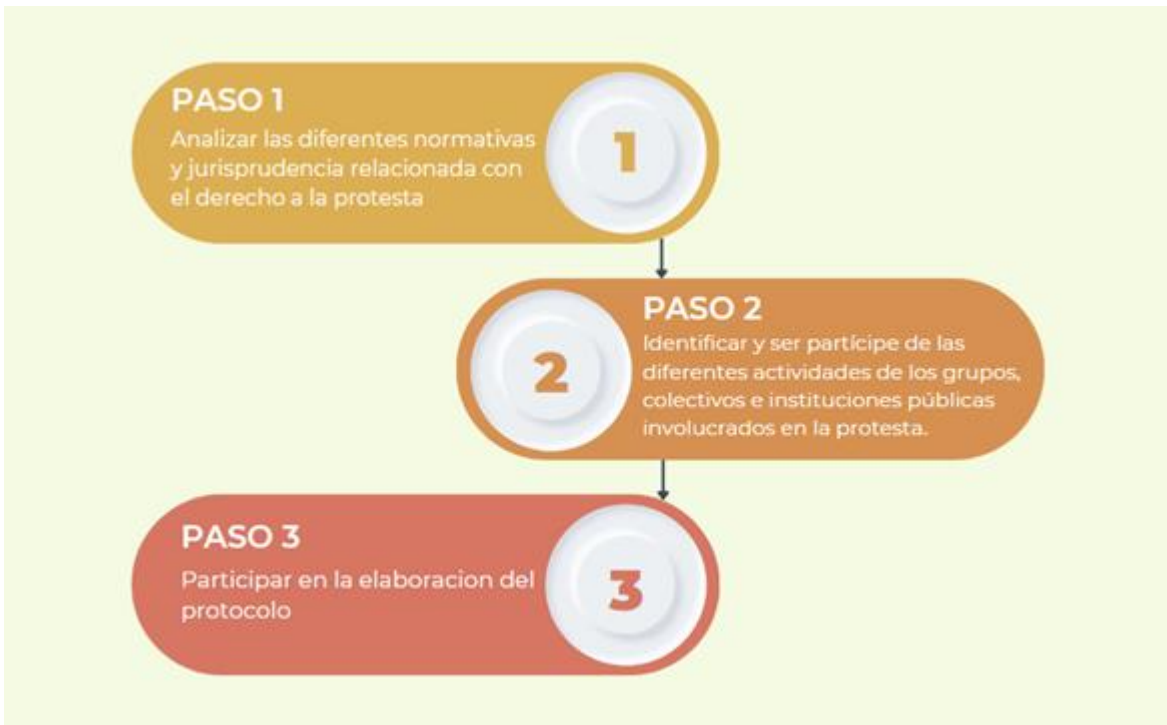 PASO 1
Analizar las diferentes normativas
y jurisprudencia relacionada con
el derecho a la protesta
1
PASO 2
Identificar y ser partícipe de las
diferentes actividades de los grupos,
colectivos e instituciones públicas
involucrados en la protesta.
2
PASO 3
Participar en la elaboracion del
protocolo
3